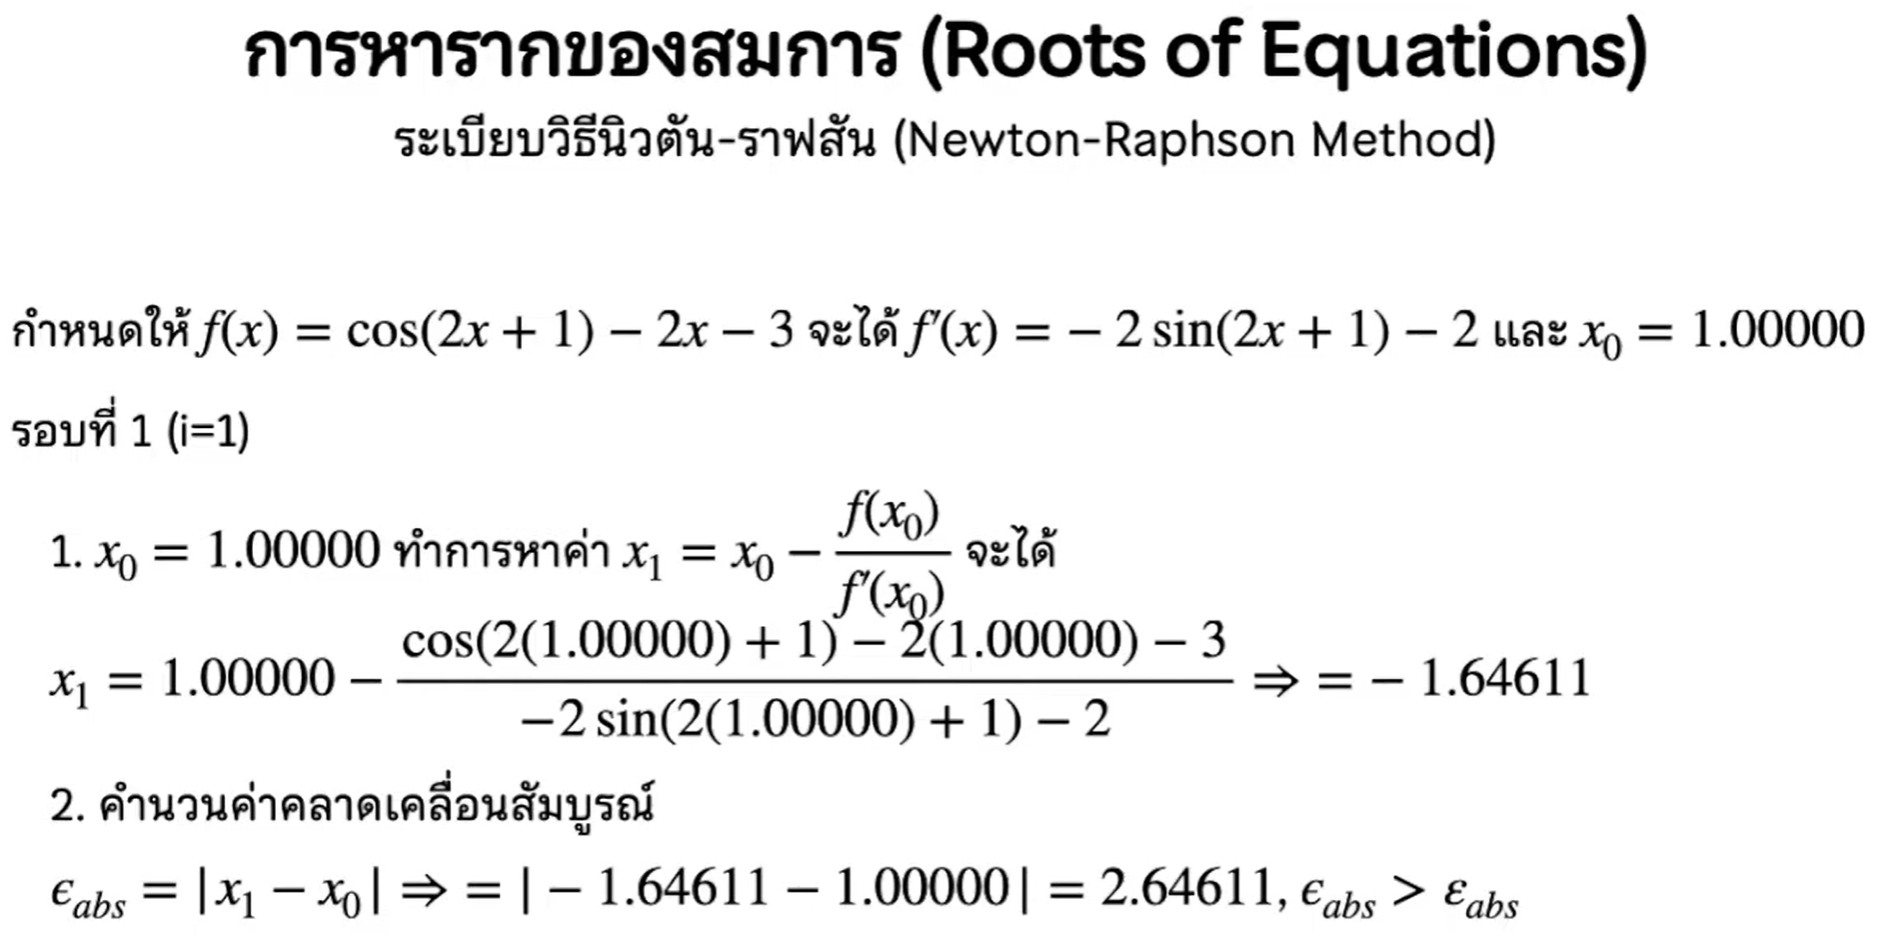 การหารากของสมการ (Roots of Equations)
ระเบียบวิธีนิวตัน-ราฟสัน (Newton-Raphson Method)
กำหนดให้ f(x) = cos(2x + 1) − 2x − 3 จะได้ f′(x) = − 2 sin(2x + 1) − 2 และ x₀ = 1.00000
รอบที่ 1 (i=1)
1. x₀ = 1.00000 ทำการหาค่า x₁ = x₀ − f(x₀) / f′(x₀) จะได้
x₁ = 1.00000 − (cos(2(1.00000) + 1) − 2(1.00000) − 3) / (−2 sin(2(1.00000) + 1) − 2) ⇒ = − 1.64611
2. คำนวนค่าคลาดเคลื่อนสัมบูรณ์
ϵ_abs = |x₁ − x₀| ⇒ = | − 1.64611 − 1.00000| = 2.64611, ϵ_abs > ε_abs